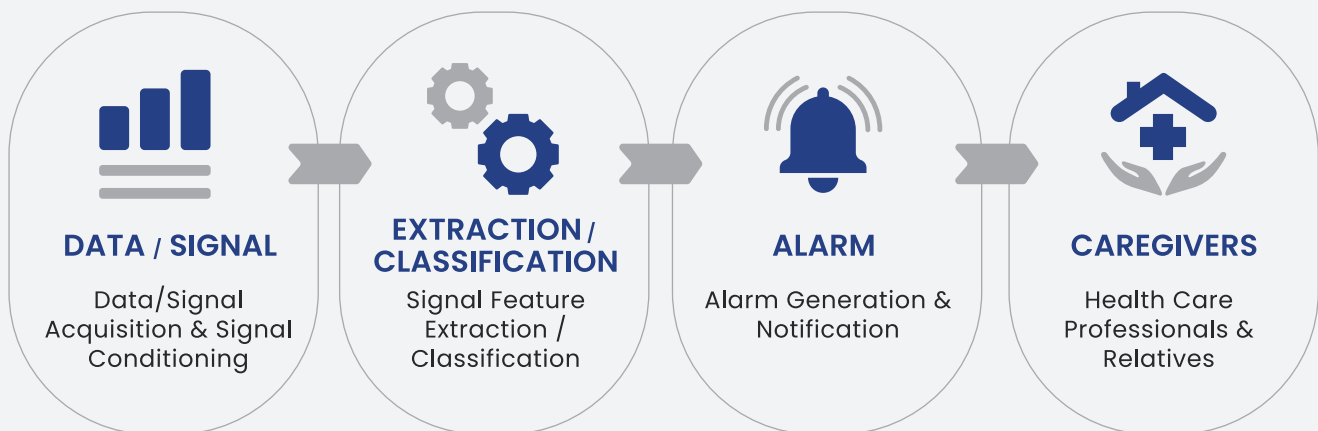 DATA / SIGNAL
Data/Signal
Acquisition & Signal
Conditioning
EXTRACTION /
CLASSIFICATION
Signal Feature
Extraction /
Classification
ALARM
Alarm Generation &
Notification
CAREGIVERS
Health Care
Professionals &
Relatives